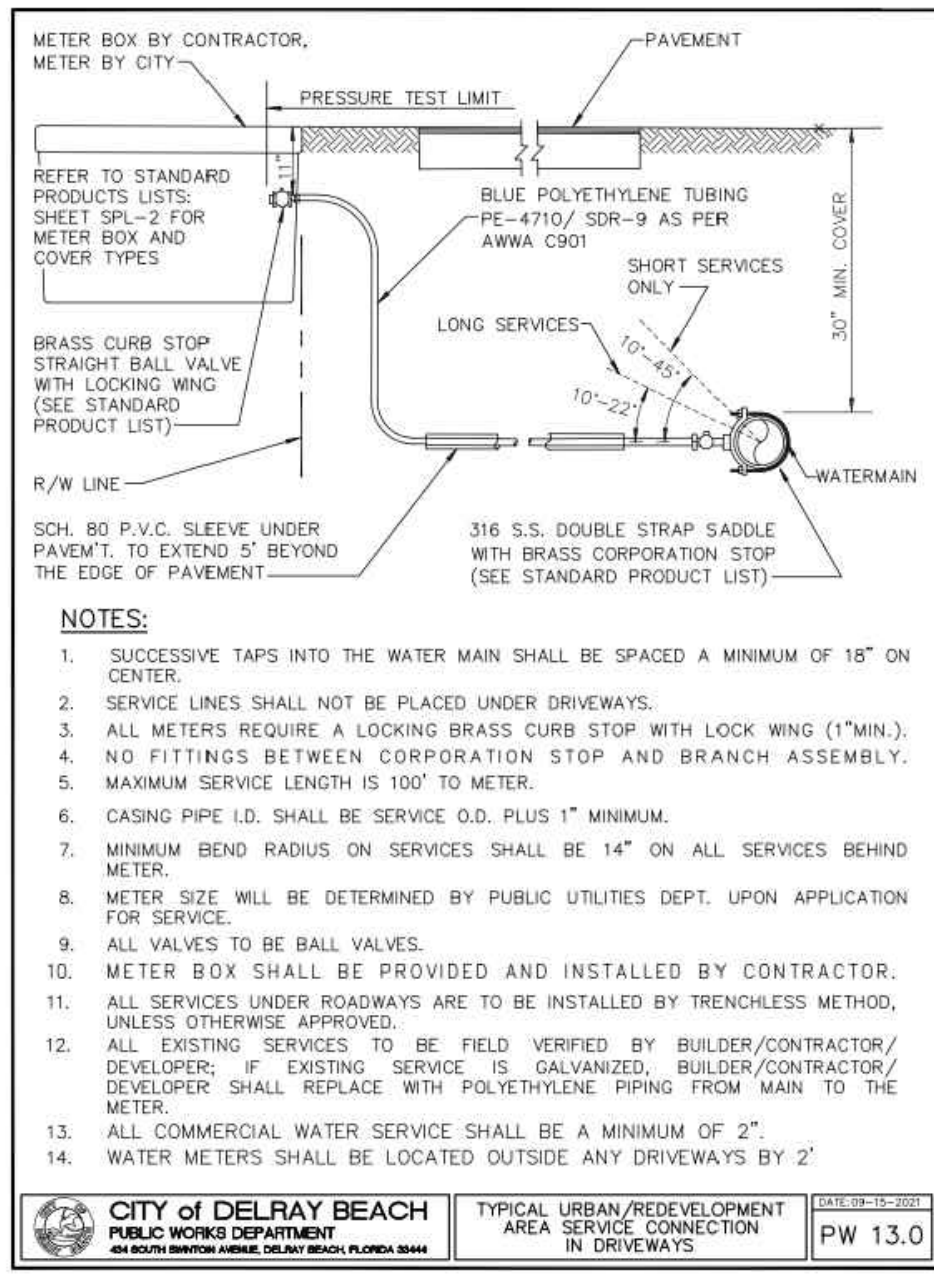 METER BOX BY CONTRACTOR,
METER BY CITY
PAVEMENT
PRESSURE TEST LIMIT
11"
REFER TO STANDARD
PRODUCTS LISTS:
SHEET SPL-2 FOR
METER BOX AND
COVER TYPES
BLUE POLYETHYLENE TUBING
PE-4710/ SDR-9 AS PER
AWWA C901
SHORT SERVICES
ONLY
30" MIN. COVER
LONG SERVICES
10°-45°
10°-22°
BRASS CURB STOP
STRAIGHT BALL VALVE
WITH LOCKING WING
(SEE STANDARD
PRODUCT LIST)
R/W LINE
WATERMAIN
SCH. 80 P.V.C. SLEEVE UNDER
PAVEM'T. TO EXTEND 5' BEYOND
THE EDGE OF PAVEMENT
316 S.S. DOUBLE STRAP SADDLE
WITH BRASS CORPORATION STOP
(SEE STANDARD PRODUCT LIST)
NOTES:
1. SUCCESSIVE TAPS INTO THE WATER MAIN SHALL BE SPACED A MINIMUM OF 18" ON
CENTER.
2. SERVICE LINES SHALL NOT BE PLACED UNDER DRIVEWAYS.
3. ALL METERS REQUIRE A LOCKING BRASS CURB STOP WITH LOCK WING (1"MIN.).
4. NO FITTINGS BETWEEN CORPORATION STOP AND BRANCH ASSEMBLY.
5. MAXIMUM SERVICE LENGTH IS 100' TO METER.
6. CASING PIPE I.D. SHALL BE SERVICE O.D. PLUS 1" MINIMUM.
7. MINIMUM BEND RADIUS ON SERVICES SHALL BE 14" ON ALL SERVICES BEHIND
METER.
8. METER SIZE WILL BE DETERMINED BY PUBLIC UTILITIES DEPT. UPON APPLICATION
FOR SERVICE.
9. ALL VALVES TO BE BALL VALVES.
10. METER BOX SHALL BE PROVIDED AND INSTALLED BY CONTRACTOR.
11. ALL SERVICES UNDER ROADWAYS ARE TO BE INSTALLED BY TRENCHLESS METHOD,
UNLESS OTHERWISE APPROVED.
12. ALL EXISTING SERVICES TO BE FIELD VERIFIED BY BUILDER/CONTRACTOR/
DEVELOPER; IF EXISTING SERVICE IS GALVANIZED, BUILDER/CONTRACTOR/
DEVELOPER SHALL REPLACE WITH POLYETHYLENE PIPING FROM MAIN TO THE
METER.
13. ALL COMMERCIAL WATER SERVICE SHALL BE A MINIMUM OF 2".
14. WATER METERS SHALL BE LOCATED OUTSIDE ANY DRIVEWAYS BY 2'
CITY of DELRAY BEACH
PUBLIC WORKS DEPARTMENT
434 SOUTH SWINTON AVENUE, DELRAY BEACH, FLORIDA 33444
TYPICAL URBAN/REDEVELOPMENT
AREA SERVICE CONNECTION
IN DRIVEWAYS
DATE:09-15-2021
PW 13.0